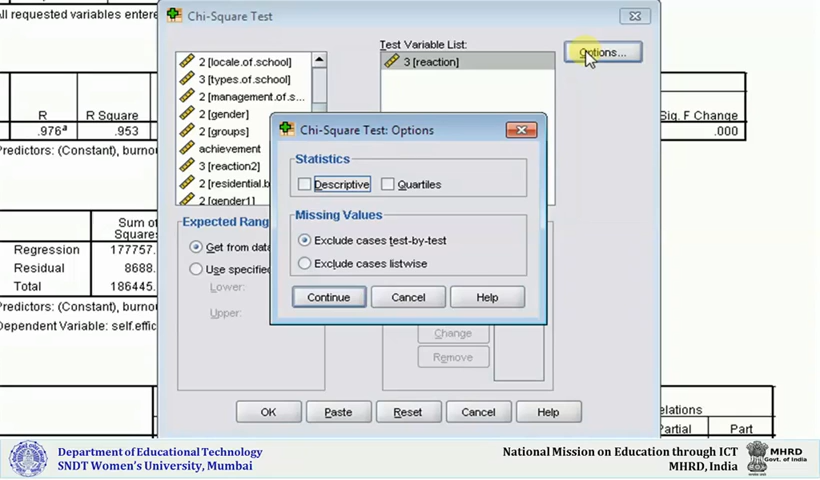 All requested variables entere
Chi-Square Test
Test Variable List:
2 [locale.of.school]
3 [types.of.school]
2 [management.of.s...
2 [gender]
2 [groups]
achievement
3 [reaction2]
2 [residential.b
2 [gender1]
3 [reaction]
Options...
R
R Square
Sig. F Change
.976a
.953
.000
Predictors: (Constant), burno
Chi-Square Test: Options
Statistics
Descriptive
Quartiles
Missing Values
Exclude cases test-by-test
Exclude cases listwise
Continue
Cancel
Help
Expected Rang
Get from data
Use specifie
Lower:
Upper:
Change
Remove
Sum of
Squares
Regression
177757.
Residual
8688.
Total
186445.
Predictors: (Constant), burno
Dependent Variable: self.effic
OK
Paste
Reset
Cancel
Help
elations
Partial
Part
Department of Educational Technology
SNDT Women's University, Mumbai
National Mission on Education through ICT
MHRD, India
MHRD
Govt. of India